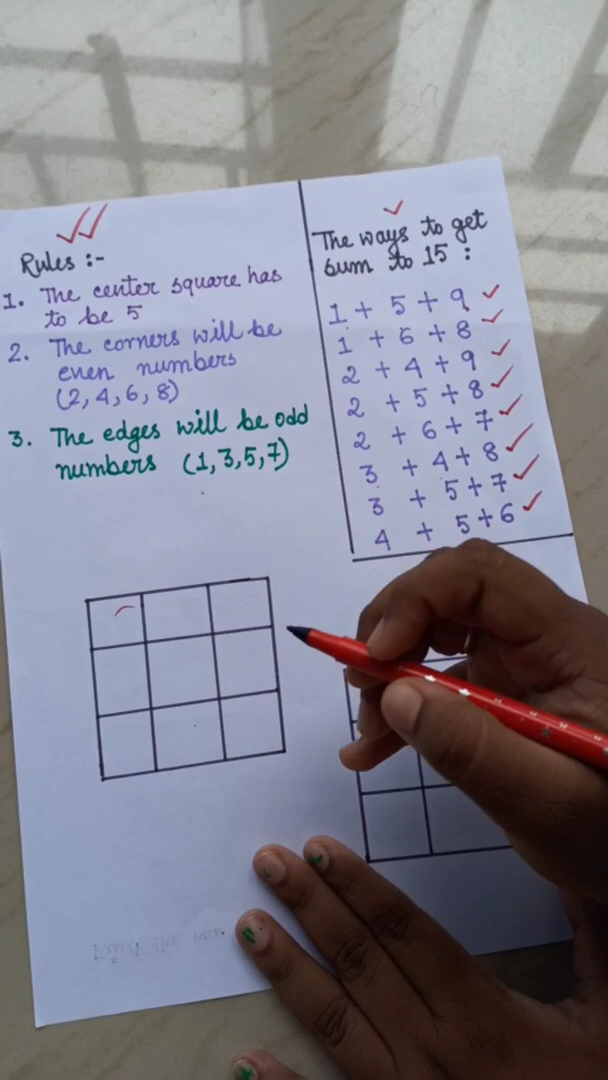 Rules :-
1. The center square has
to be 5
2. The corners will be
even numbers
(2,4,6,8)
3. The edges will be odd
numbers (1,3,5,7)
The ways to get
sum to 15 :
1 + 5 + 9
1 + 6 + 8
2 + 4 + 9
2 + 5 + 8
2 + 6 + 7
3 + 4 + 8
3 + 5 + 7
4 + 5 + 6